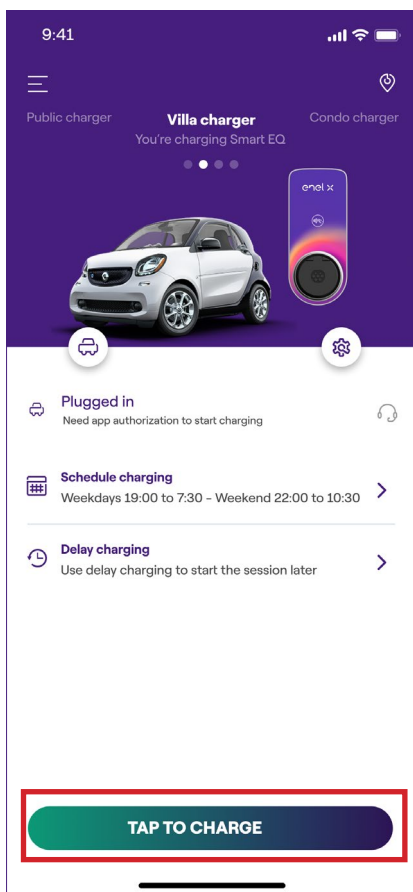 9:41
Public charger
Villa charger
Condo charger
You're charging Smart EQ
enel x
Plugged in
Need app authorization to start charging
Schedule charging
Weekdays 19:00 to 7:30 - Weekend 22:00 to 10:30
Delay charging
Use delay charging to start the session later
TAP TO CHARGE